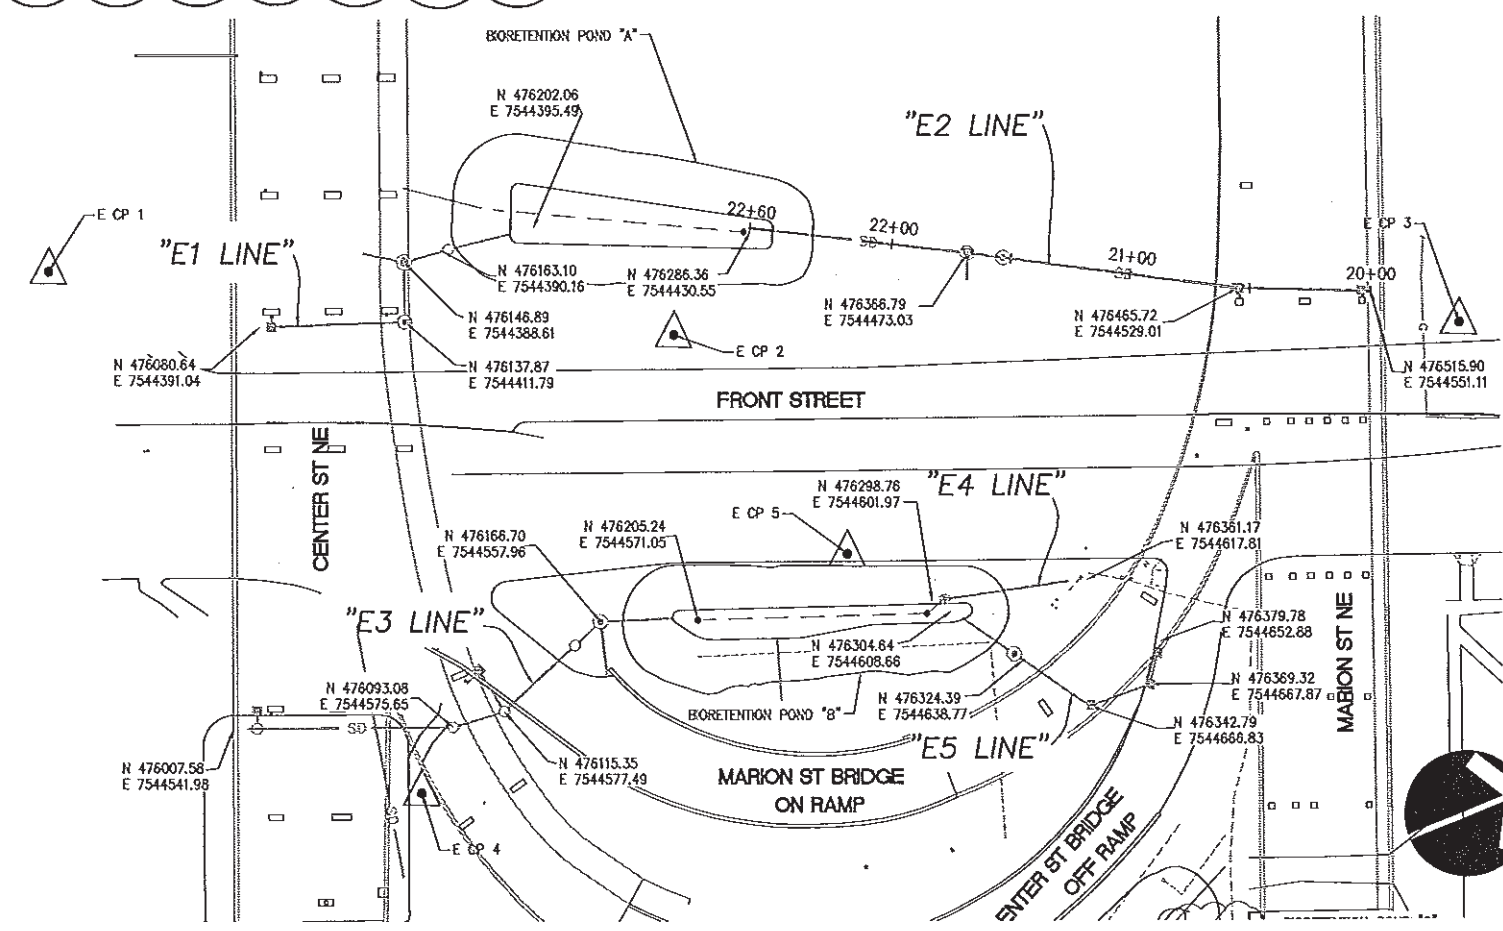 BIORETENTION POND "A"
N 476202.06
E 7544395.49
"E2 LINE"
E CP 1
22+60
22+00
E CP 3
"E1 LINE"
SD
21+00
N 476163.10
E 7544390.16
N 476286.36
E 7544430.55
20+00
N 476366.79
E 7544473.03
N 476146.89
E 7544388.61
N 476465.72
E 7544529.01
E CP 2
N 476080.64
E 7544391.04
N 476137.87
E 7544411.79
N 476515.90
E 7544551.11
FRONT STREET
CENTER ST NE
N 476298.76
E 7544601.97
"E4 LINE"
E CP 5
N 476166.70
E 7544557.96
N 476205.24
E 7544571.05
N 476361.17
E 7544617.81
"E3 LINE"
MARION ST NE
N 476379.78
E 7544652.88
N 476304.64
E 7544608.66
N 476093.08
E 7544575.65
N 476369.32
E 7544667.87
N 476324.39
E 7544638.77
BIORETENTION POND "B"
SD
N 476342.79
E 7544666.83
"E5 LINE"
N 476007.58
E 7544541.98
N 476115.35
E 7544577.49
MARION ST BRIDGE
ON RAMP
CENTER ST BRIDGE
OFF RAMP
SD
E CP 4